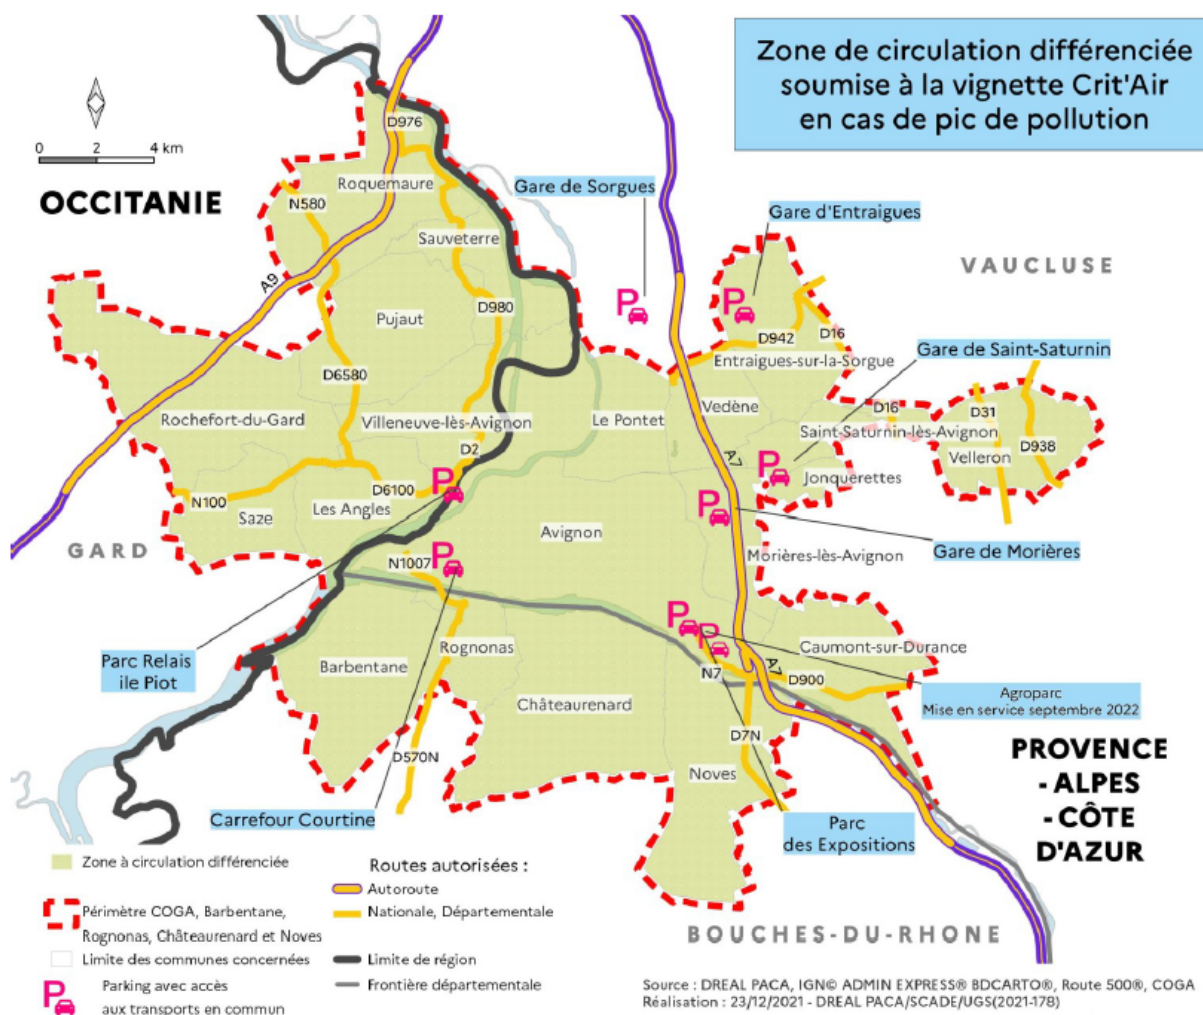 Zone de circulation différenciée
soumise à la vignette Crit'Air
en cas de pic de pollution
0 2 4 km
OCCITANIE
D976
Roquemaure
N580
Gare de Sorgues
Gare d'Entraigues
Sauveterre
VAUCLUSE
A9
D980
Pujaut
D942
D16
Gare de Saint-Saturnin
Entraigues-sur-la-Sorgue
D6580
Rochefort-du-Gard
Villeneuve-lès-Avignon
Le Pontet
Vedène
D16
D31
Saint-Saturnin-lès-Avignon
D938
Velleron
D2
A7
P
P
P
Jonquerettes
D6100
P
N100
Les Angles
Saze
P
Avignon
GARD
Gare de Morières
Morières-lès-Avignon
N1007
P
P
P
Parc Relais
ile Piot
Barbentane
Rognonas
Caumont-sur-Durance
N7
A7
D900
Agroparc
Mise en service septembre 2022
Châteaurenard
D7N
D570N
Noves
PROVENCE
- ALPES
- CÔTE
D'AZUR
Carrefour Courtine
Parc
des Expositions
BOUCHES-DU-RHONE
Zone à circulation différenciée
Périmètre COGA, Barbentane,
Rognonas, Châteaurenard et Noves
Limite des communes concernées
P
Parking avec accès
aux transports en commun
Routes autorisées :
Autoroute
Nationale, Départementale
Limite de région
Frontière départementale
Source : DREAL PACA, IGN© ADMIN EXPRESS® BDCARTO®, Route 500®, COGA
Réalisation : 23/12/2021 - DREAL PACA/SCADE/UGS(2021-178)